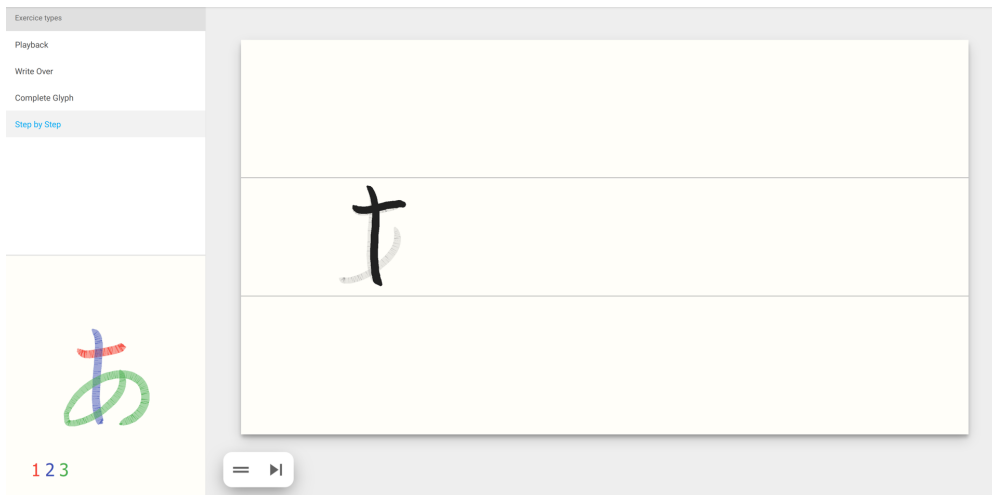 Exercice types
Playback
Write Over
Complete Glyph
Step by Step
あ
1 2 3